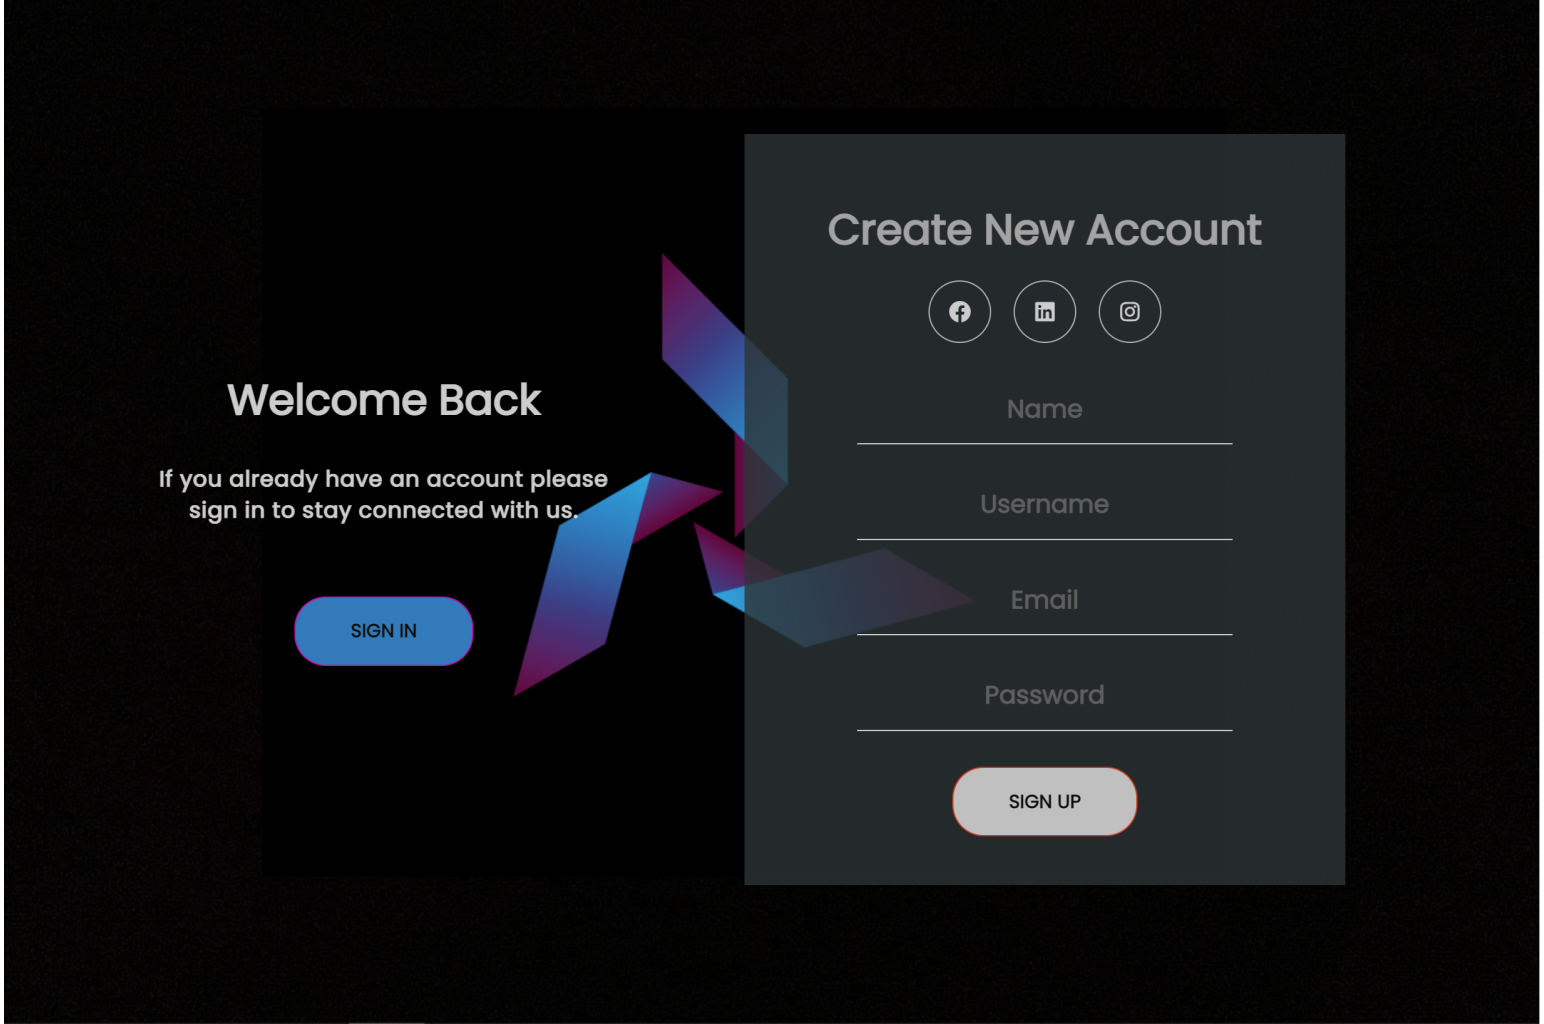 Welcome Back
If you already have an account please
sign in to stay connected with us.
SIGN IN
Create New Account
Name
Username
Email
Password
SIGN UP